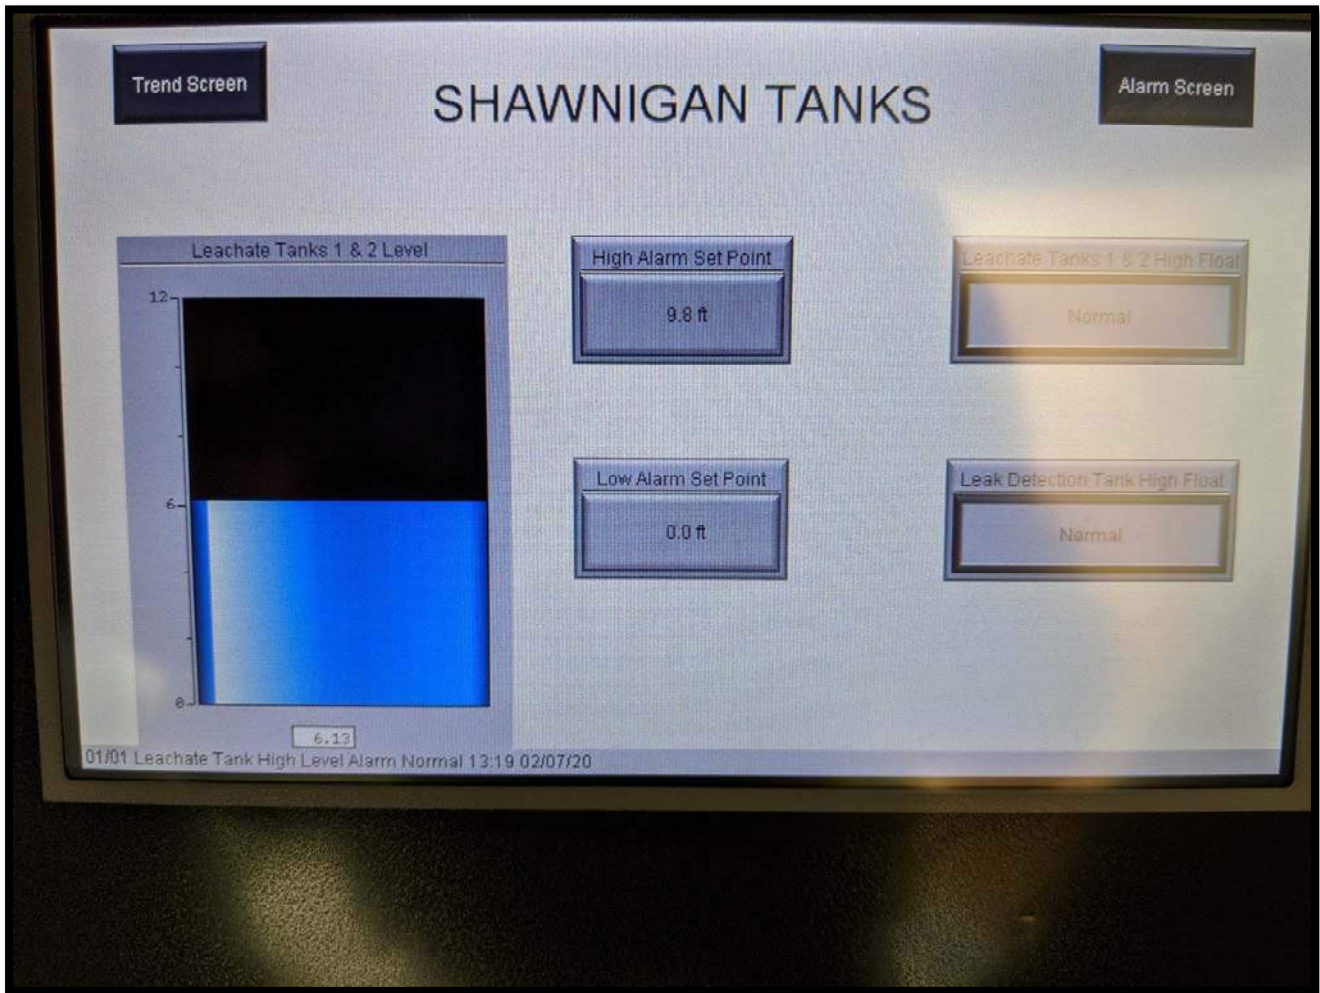 Trend Screen
SHAWNIGAN TANKS
Alarm Screen
Leachate Tanks 1 & 2 Level
12
6
0
6.13
High Alarm Set Point
9.8 ft
Low Alarm Set Point
0.0 ft
Leachate Tanks 1 & 2 High Float
Normal
Leak Detection Tank High Float
Normal
01/01 Leachate Tank High Level Alarm Normal 13:19 02/07/20